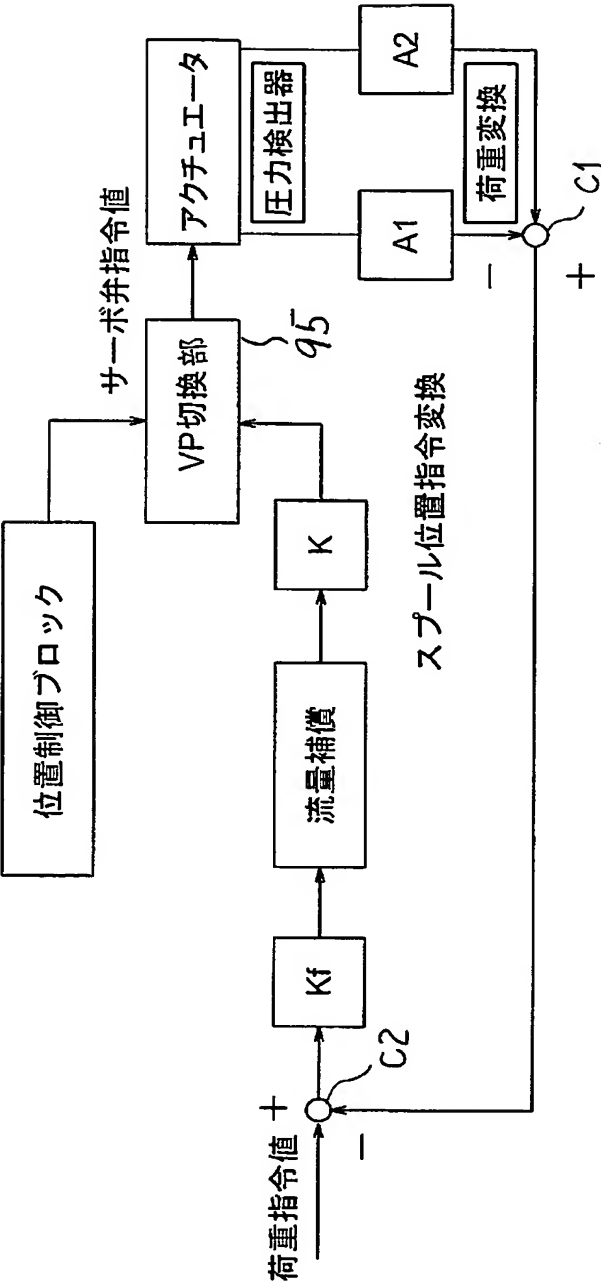 位置制御ブロック
サーボ弁指令値
VP切換部
95
アクチュエータ
圧力検出器
荷重指令値
+
−
C2
Kf
流量補償
K
A1
A2
荷重変換
スプール位置指令変換
−
+
C1